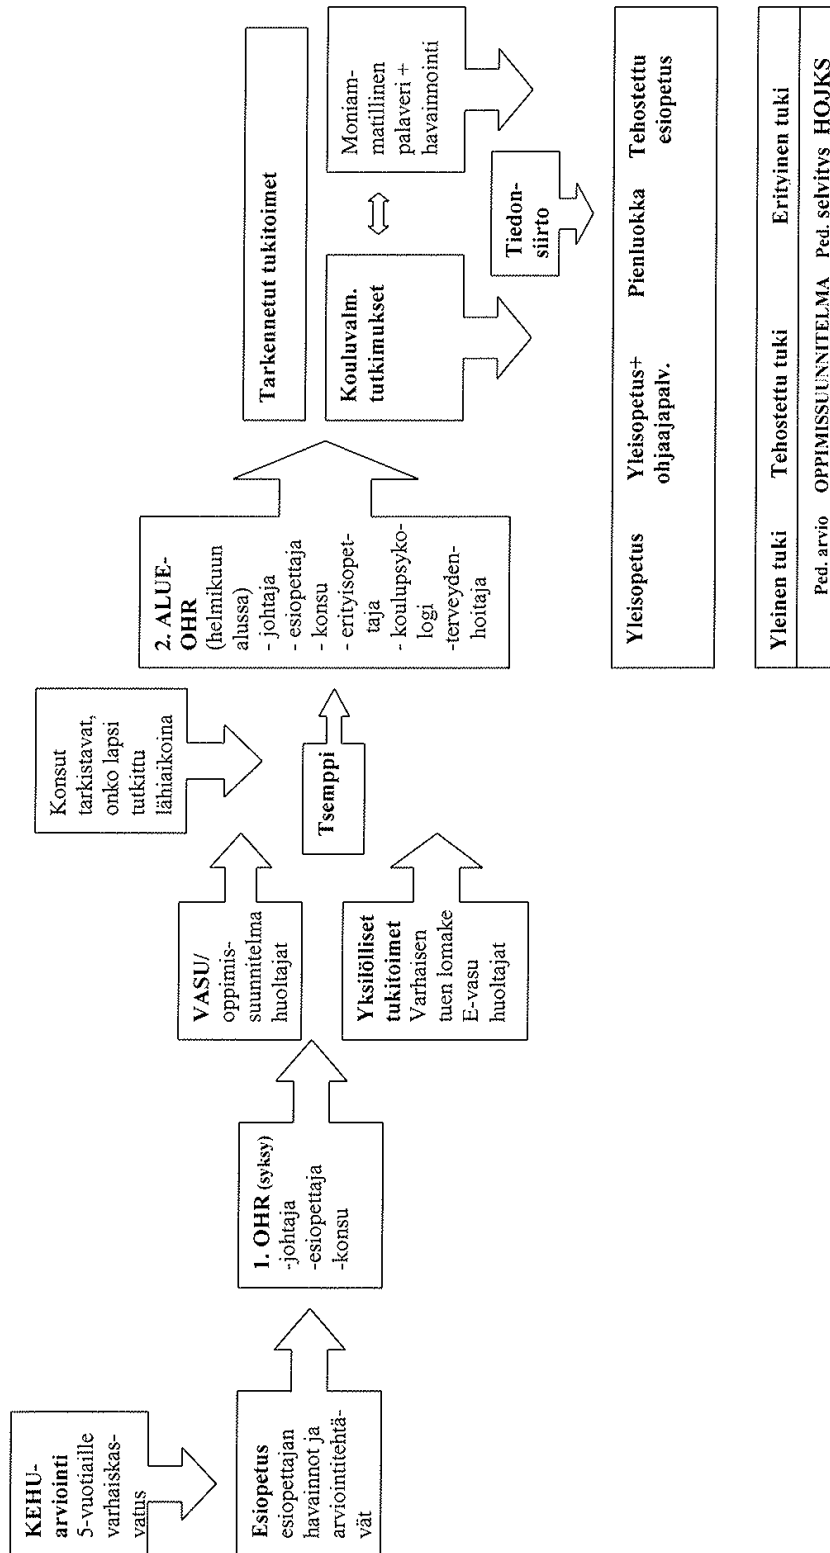 KEHU-
arviointi
5-vuotiaille
varhaiskas-
vatus
Esiopetus
esiopettajan
havainnot ja
arviointitehtä-
vät
1. OHR (syksy)
-johtaja
-esiopettaja
-konsu
VASU/
oppimis-
suunnitelma
huoltajat
Yksilölliset
tukitoimet
Varhaisen
tuen lomake
E-vasu
huoltajat
Konsut
tarkistavat,
onko lapsi
tutkittu
lähiaikoina
Tsemppi
2. ALUE-
OHR
(helmikuun
alussa)
- johtaja
- esiopettaja
- konsu
- erityisopet-
taja
- koulupsyko-
logi
-terveyden-
hoitaja
Tarkennetut tukitoimet
Kouluvalm.
tutkimukset
Moniam-
matillinen
palaveri +
havainnointi
Tiedon-
siirto
Yleisopetus Yleisopetus+ Pienluokka Tehostettu
ohjaajapalv. esiopetus
Yleinen tuki Tehostettu tuki Erityinen tuki
Ped. arvio OPPIMISSUUNNITELMA Ped. selvitys HOJKS